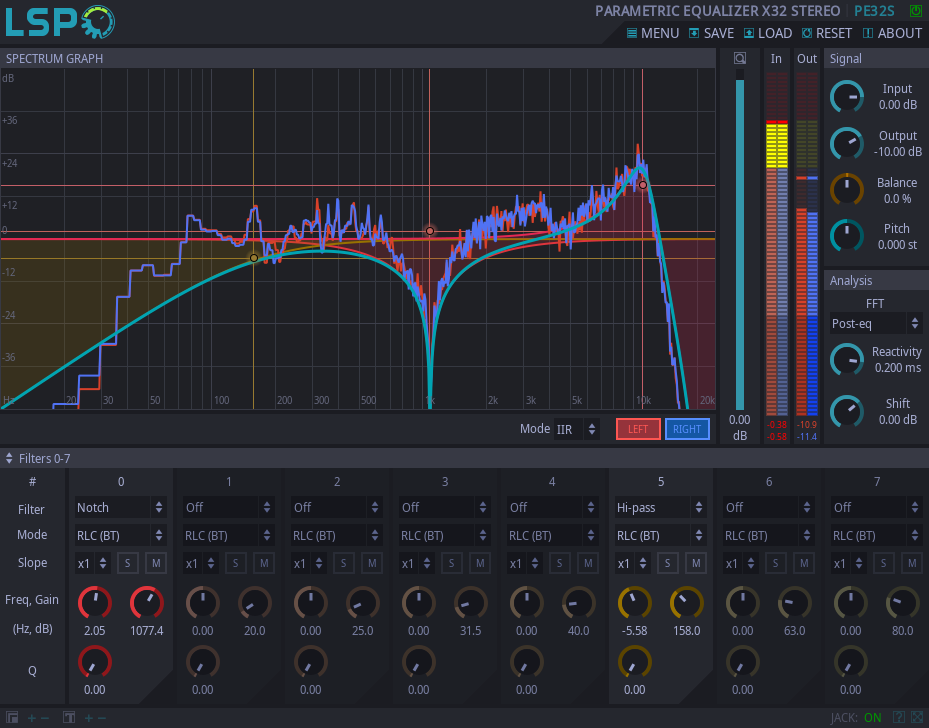 LSP
PARAMETRIC EQUALIZER X32 STEREO PE32S
MENU SAVE LOAD RESET ABOUT
SPECTRUM GRAPH
dB
+36
+24
+12
0
-12
-24
-36
Hz 20 30 50 100 200 300 500 1k 2k 3k 5k 10k 20k
Mode IIR LEFT RIGHT
0.00
dB
In Out
-0.38 -10.9
-0.58 -11.4
Signal
Input
0.00 dB
Output
-10.00 dB
Balance
0.0 %
Pitch
0.000 st
Analysis
FFT
Post-eq
Reactivity
0.200 ms
Shift
0.00 dB
Filters 0-7
# 0 1 2 3 4 5 6 7
Filter Notch Off Off Off Off Hi-pass Off Off
Mode RLC (BT) RLC (BT) RLC (BT) RLC (BT) RLC (BT) RLC (BT) RLC (BT) RLC (BT)
Slope x1 S M x1 S M x1 S M x1 S M x1 S M x1 S M x1 S M x1 S M
Freq, Gain
(Hz, dB) 2.05 1077.4 0.00 20.0 0.00 25.0 0.00 31.5 0.00 40.0 -5.58 158.0 0.00 63.0 0.00 80.0
Q
0.00 0.00 0.00 0.00 0.00 0.00 0.00 0.00
+ - T + - JACK: ON ?